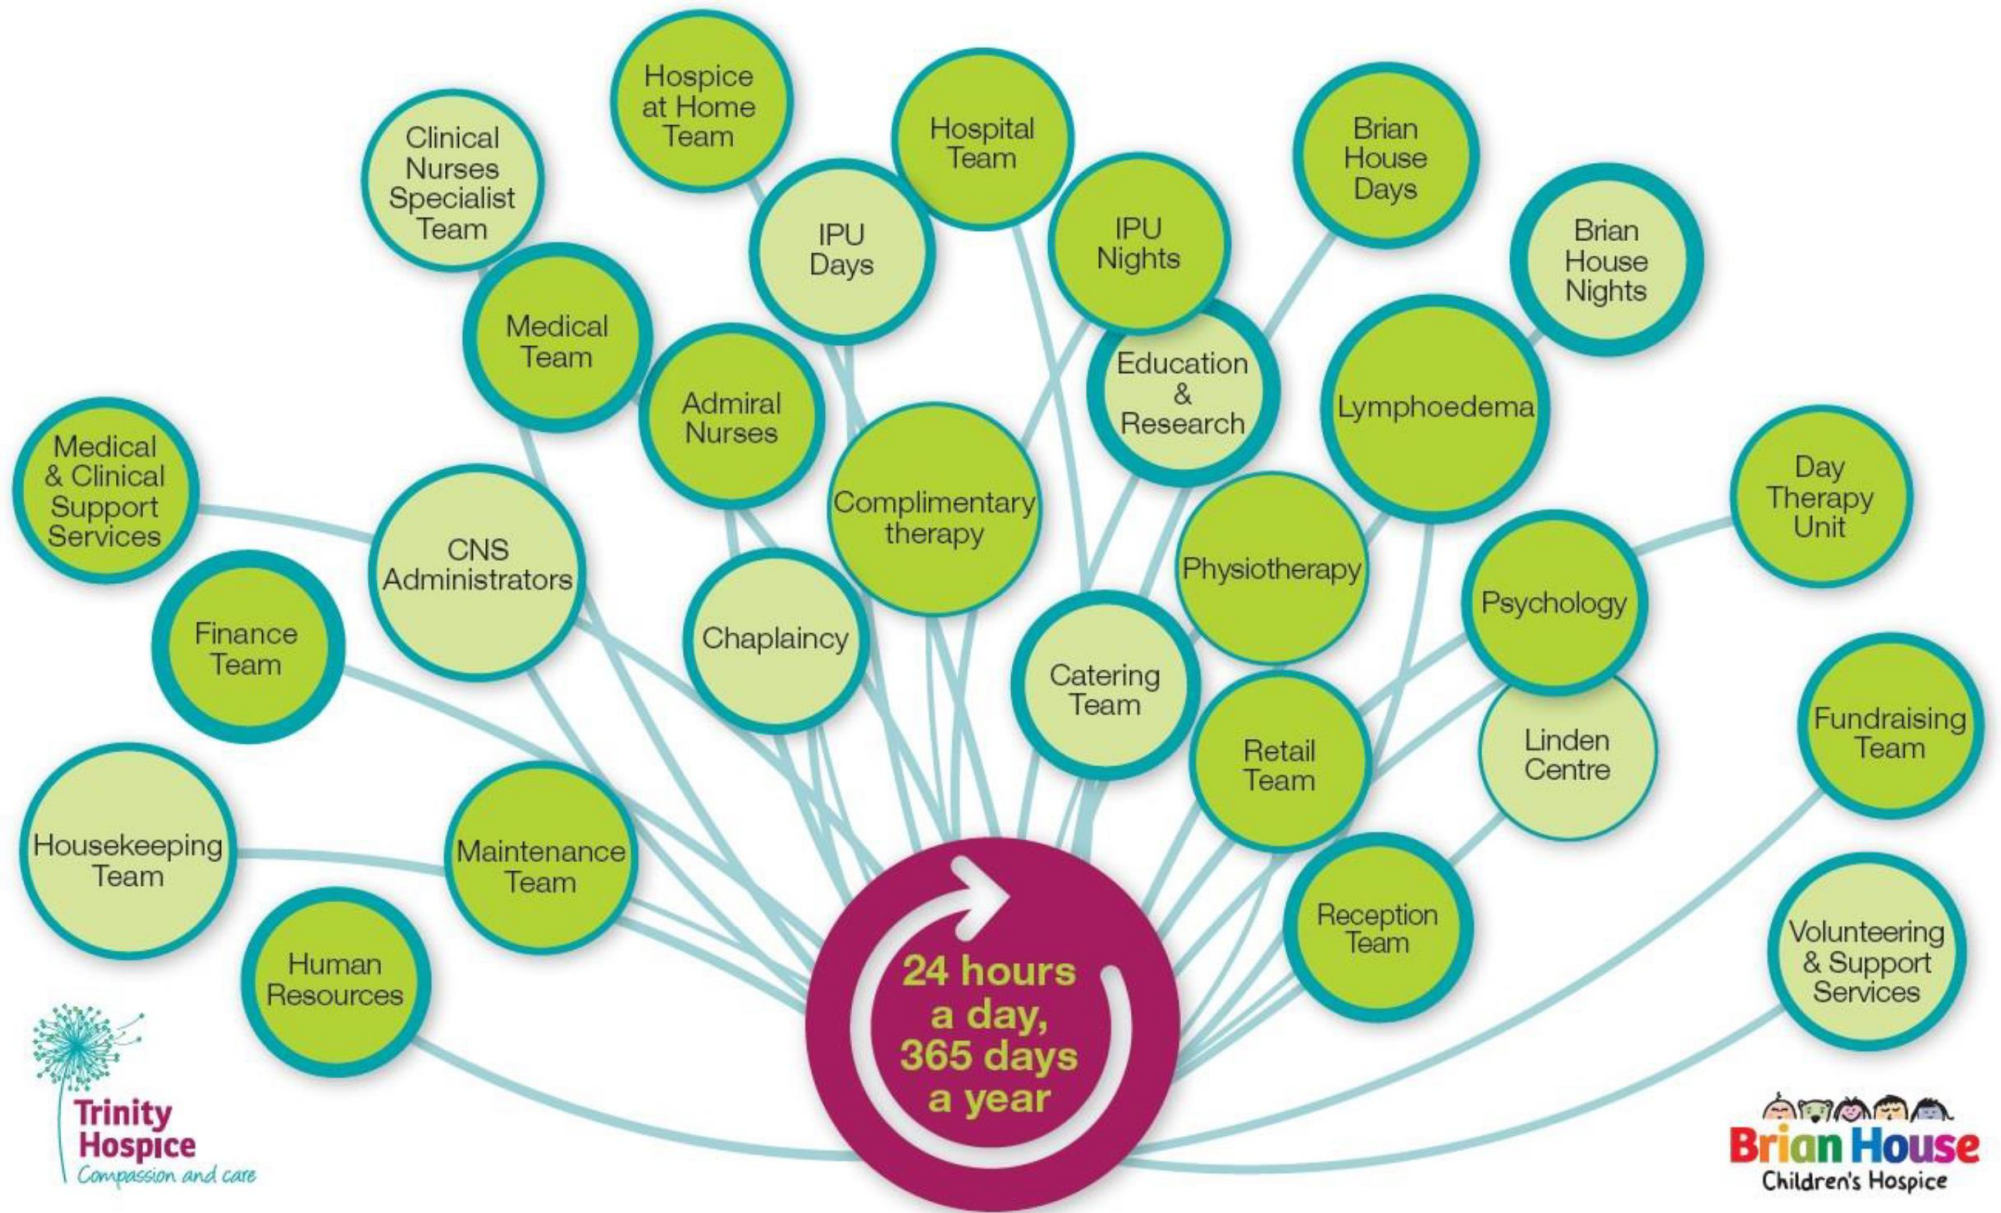 Hospice
at Home
Team
Hospital
Team
Brian
House
Days
Clinical
Nurses
Specialist
Team
IPU
Days
IPU
Nights
Brian
House
Nights
Medical
Team
Education
&
Research
Admiral
Nurses
Lymphoedema
Medical
& Clinical
Support
Services
CNS
Administrators
Complimentary
therapy
Day
Therapy
Unit
Physiotherapy
Psychology
Finance
Team
Chaplaincy
Catering
Team
Retail
Team
Linden
Centre
Fundraising
Team
Housekeeping
Team
Maintenance
Team
Reception
Team
Volunteering
& Support
Services
Human
Resources
24 hours
a day,
365 days
a year
Trinity
Hospice
Compassion and care
Brian House
Children's Hospice